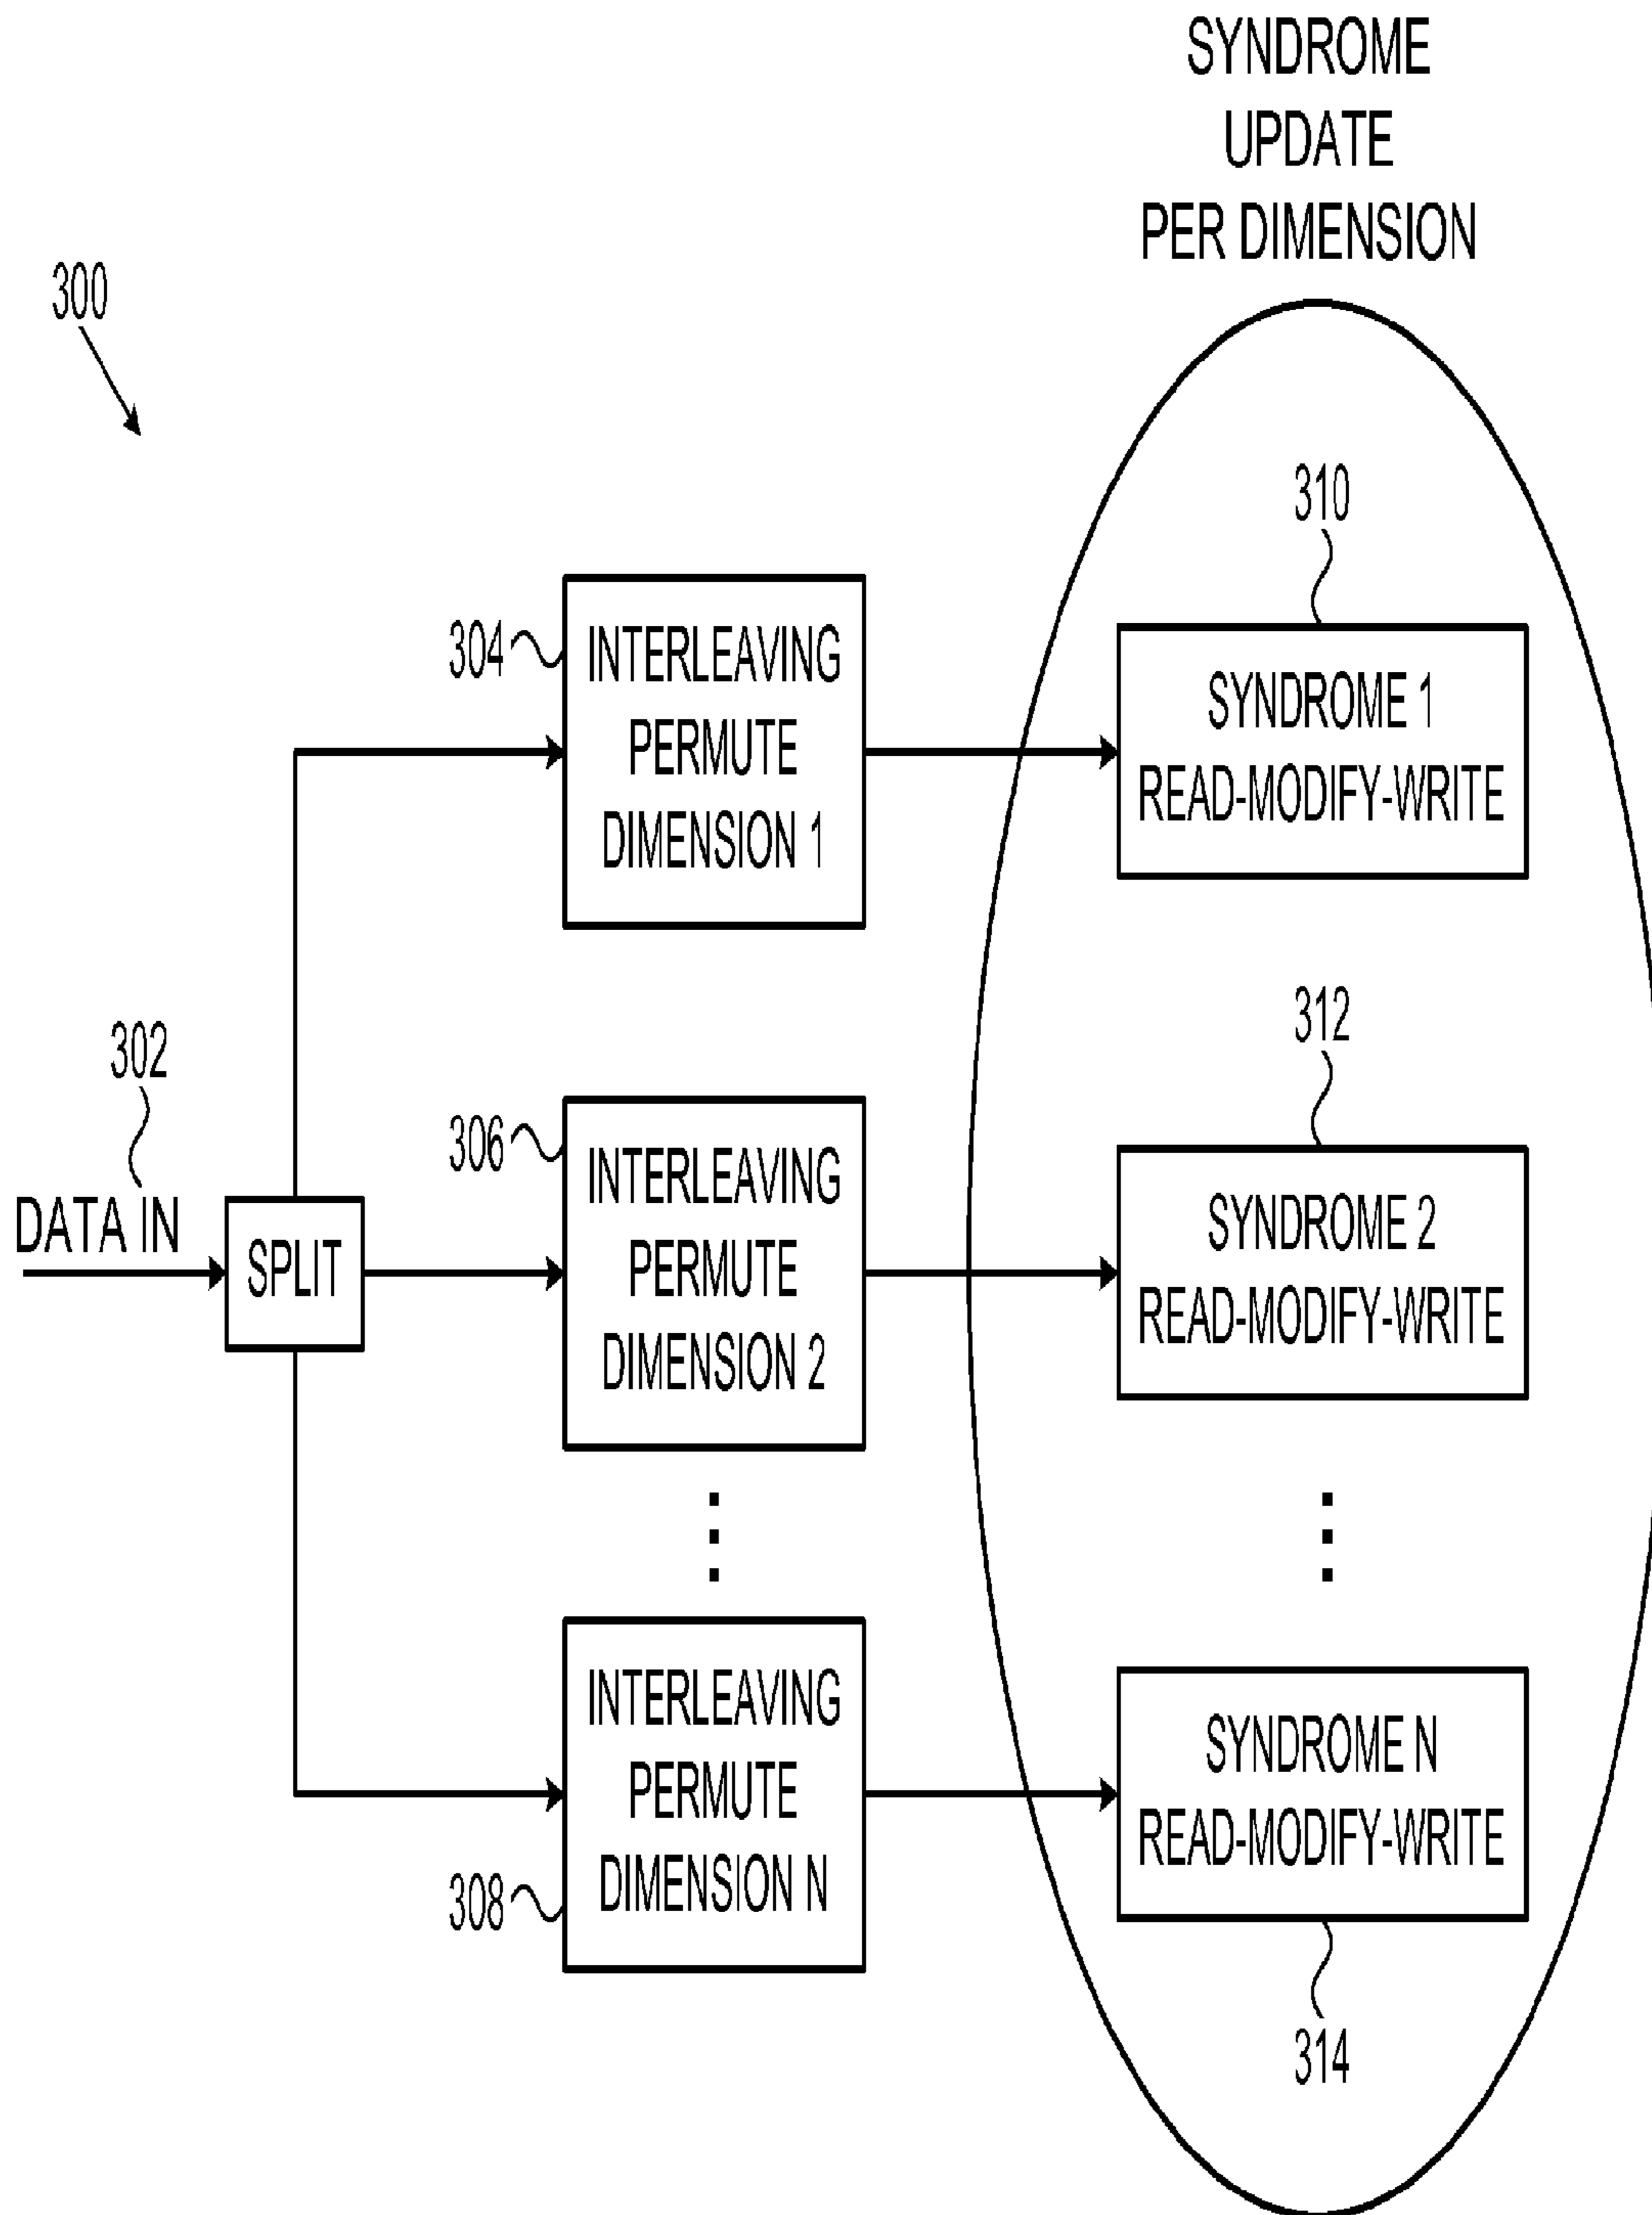 SYNDROME
UPDATE
PER DIMENSION
300
310
304
INTERLEAVING
PERMUTE
DIMENSION 1
SYNDROME 1
READ-MODIFY-WRITE
302
DATA IN
SPLIT
312
306
INTERLEAVING
PERMUTE
DIMENSION 2
SYNDROME 2
READ-MODIFY-WRITE
308
INTERLEAVING
PERMUTE
DIMENSION N
SYNDROME N
READ-MODIFY-WRITE
314